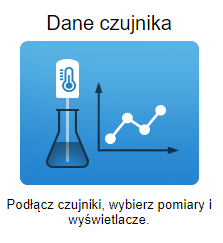 Dane czujnika
Podłącz czujniki, wybierz pomiary i
wyświetlacze.